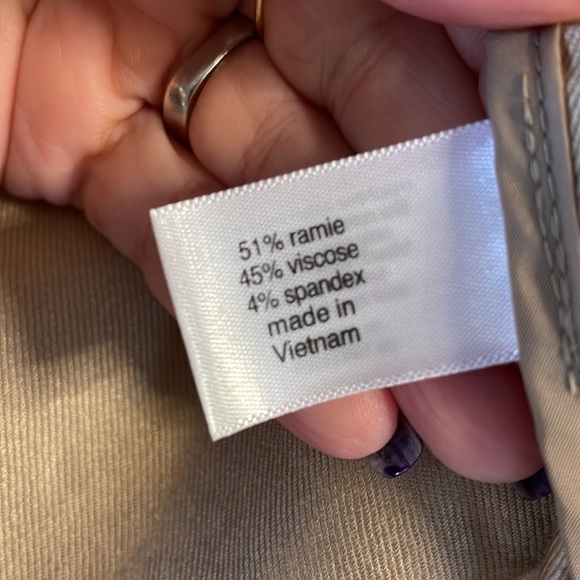 51% ramie
45% viscose
4% spandex
made in
Vietnam